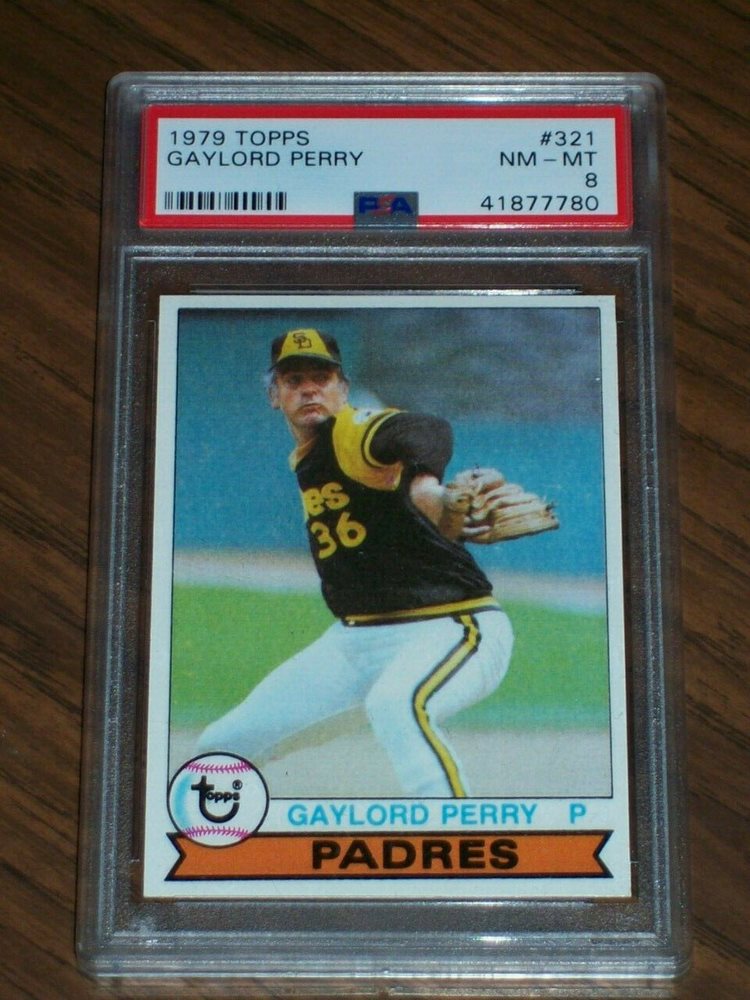 1979 TOPPS #321
GAYLORD PERRY NM - MT
8
PSA 41877780
SD
es
36
Topps®
GAYLORD PERRY P
PADRES